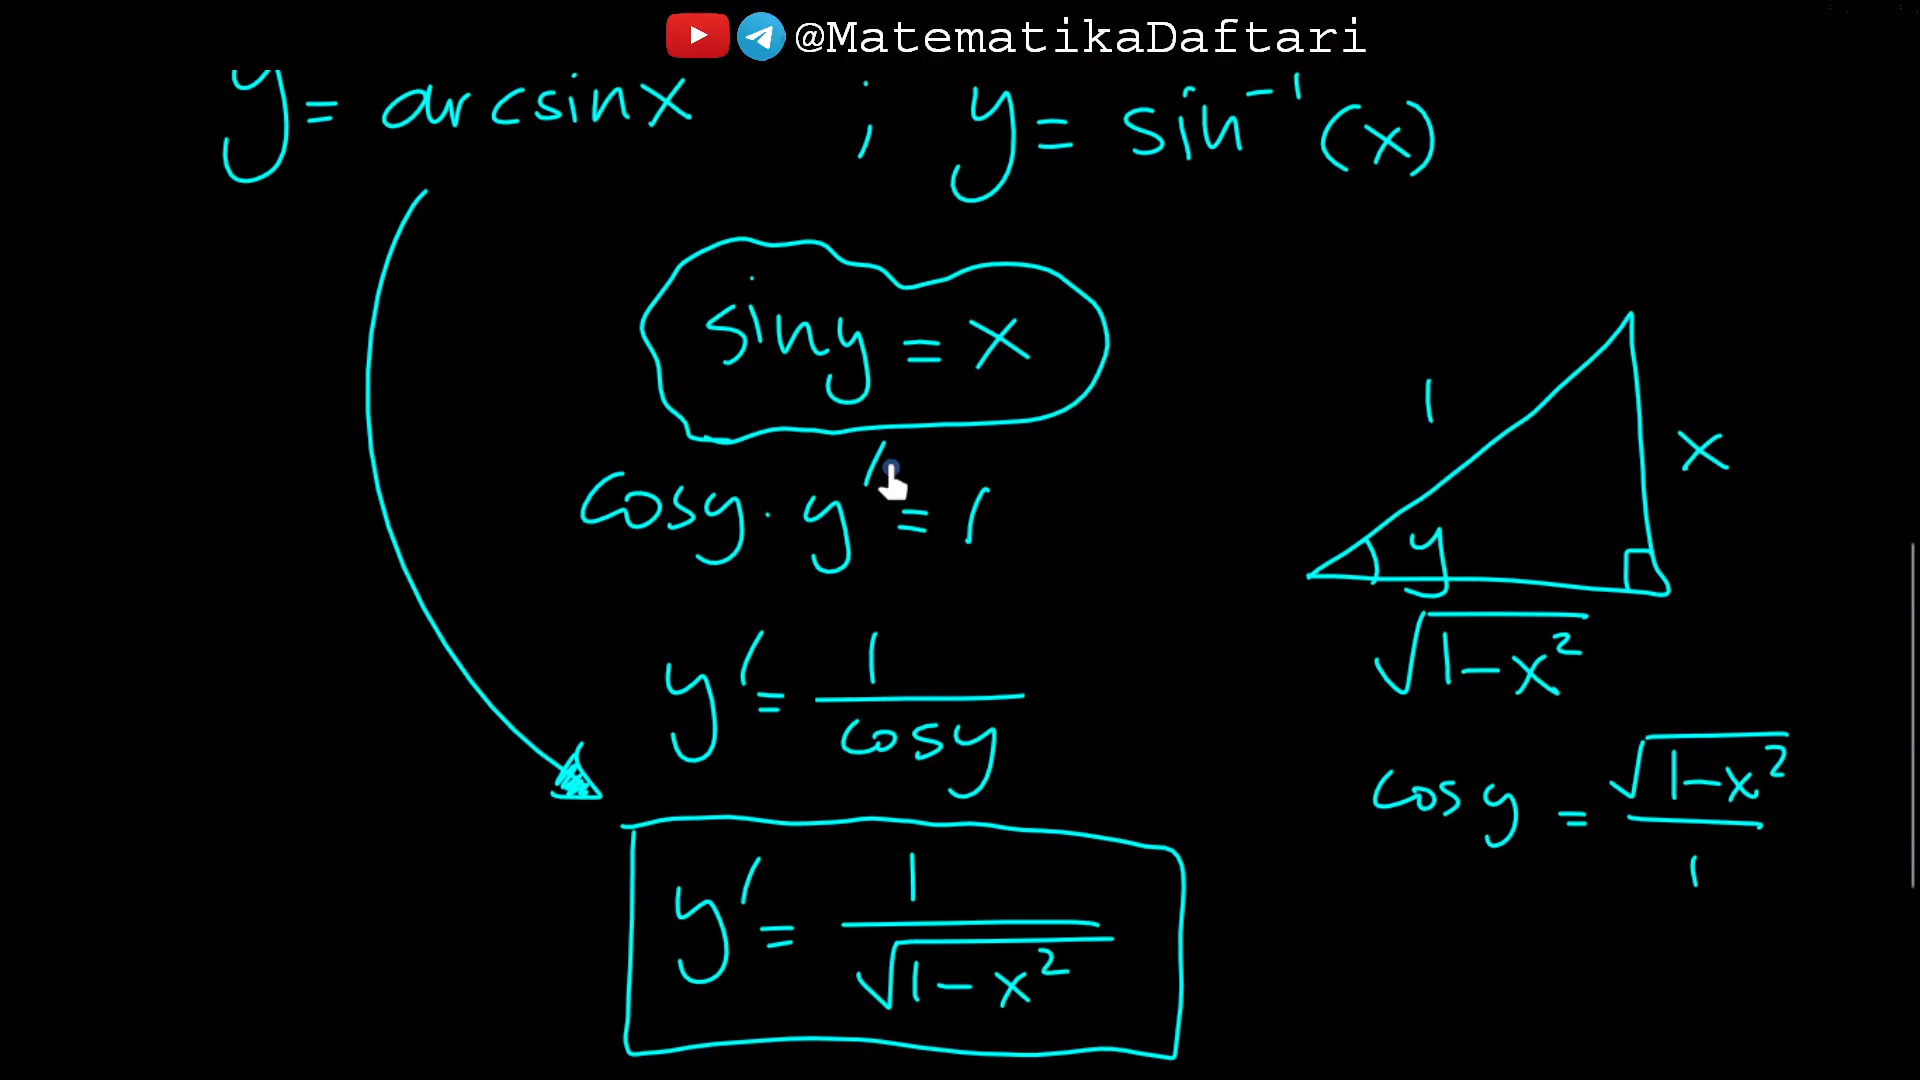 @MatematikaDaftari
y = arcsinx ; y = sin⁻¹(x)
siny = x
cosy · y' = 1
y' = 1/cosy
y' = 1/√(1-x²)
1
x
y
√(1-x²)
cos y = √(1-x²)/1